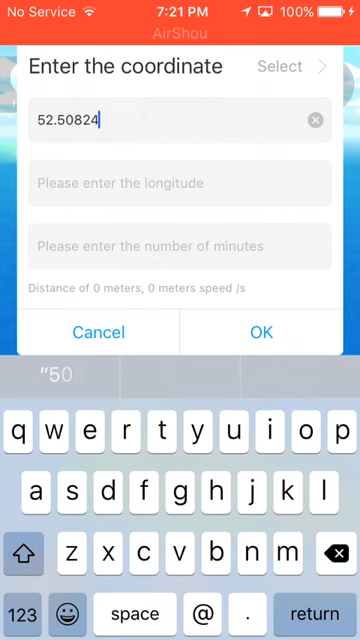 No Service 7:21 PM 100%
AirShou
Enter the coordinate Select
52.50824
Please enter the longitude
Please enter the number of minutes
Distance of 0 meters, 0 meters speed /s
Cancel OK
“508
q w e r t y u i o p
a s d f g h j k l
z x c v b n m
123 space @ . return